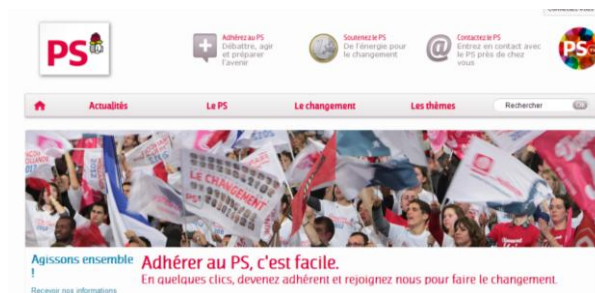 PS
Adhérez au PS
Débattre, agir
et préparer
l'avenir
Soutenez le PS
De l'énergie pour
le changement
Contactez le PS
Entrez en contact avec
le PS près de chez
vous
PS
Actualités
Le PS
Le changement
Les thèmes
Rechercher
OK
LE CHANGEMENT
Agissons ensemble
!
Adhérer au PS, c'est facile.
En quelques clics, devenez adhérent et rejoignez nous pour faire le changement.
Recevoir nos informations